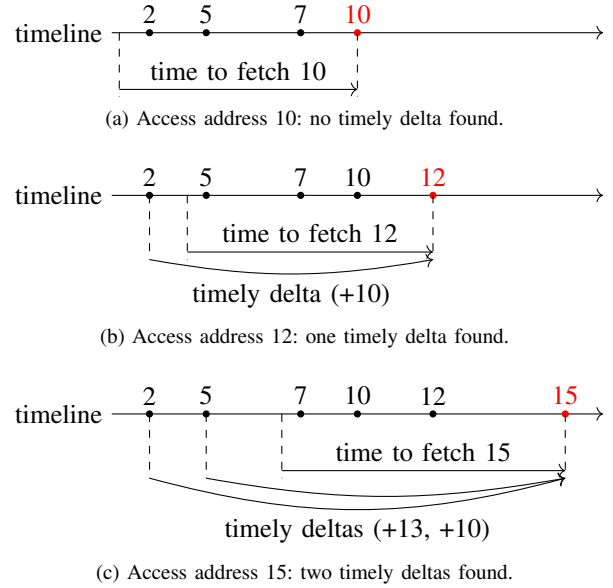 2 5 7 10
timeline
time to fetch 10
(a) Access address 10: no timely delta found.
2 5 7 10 12
timeline
time to fetch 12
timely delta (+10)
(b) Access address 12: one timely delta found.
2 5 7 10 12 15
timeline
time to fetch 15
timely deltas (+13, +10)
(c) Access address 15: two timely deltas found.